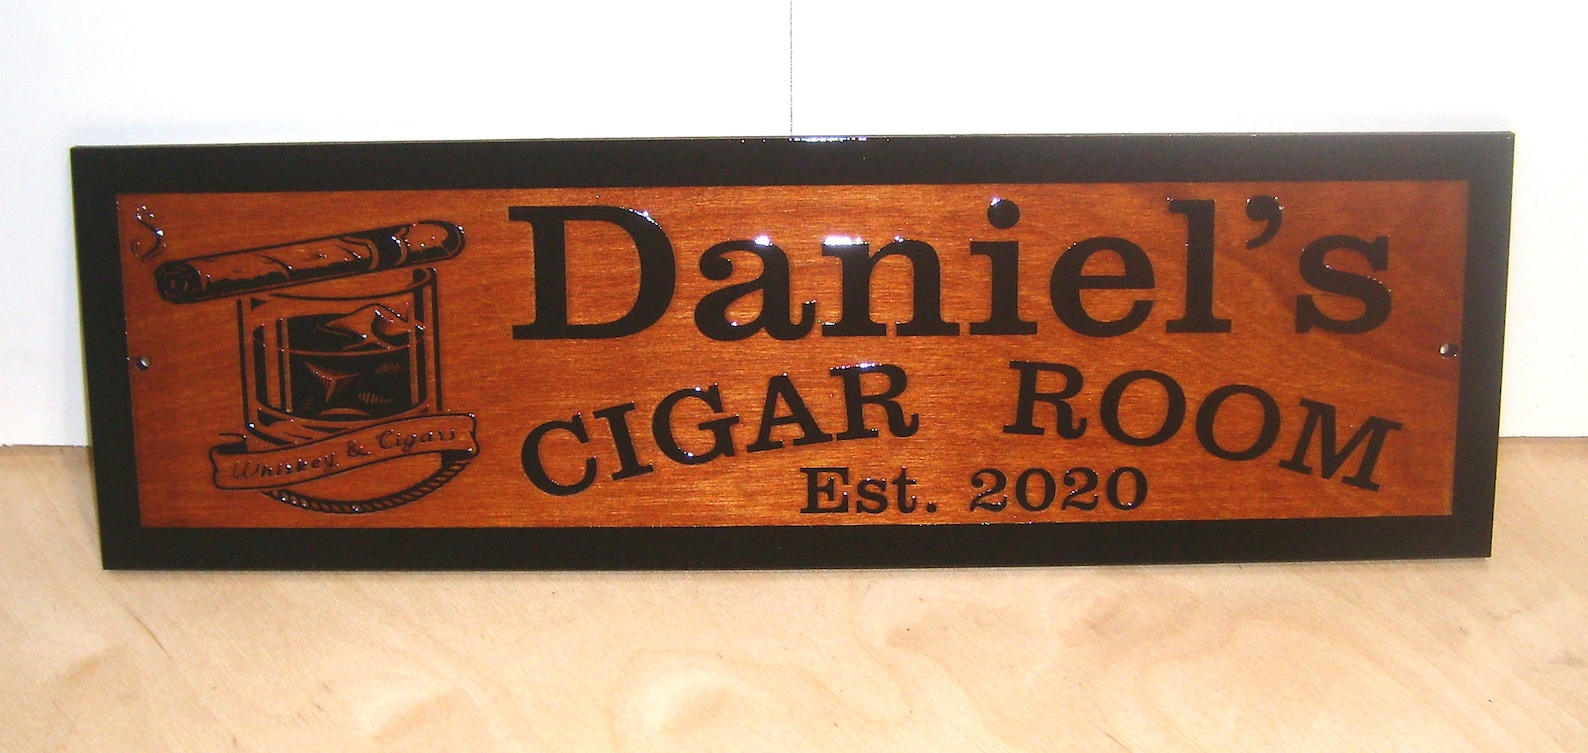 Daniel's
CIGAR ROOM
Est. 2020
Whiskey & Cigars